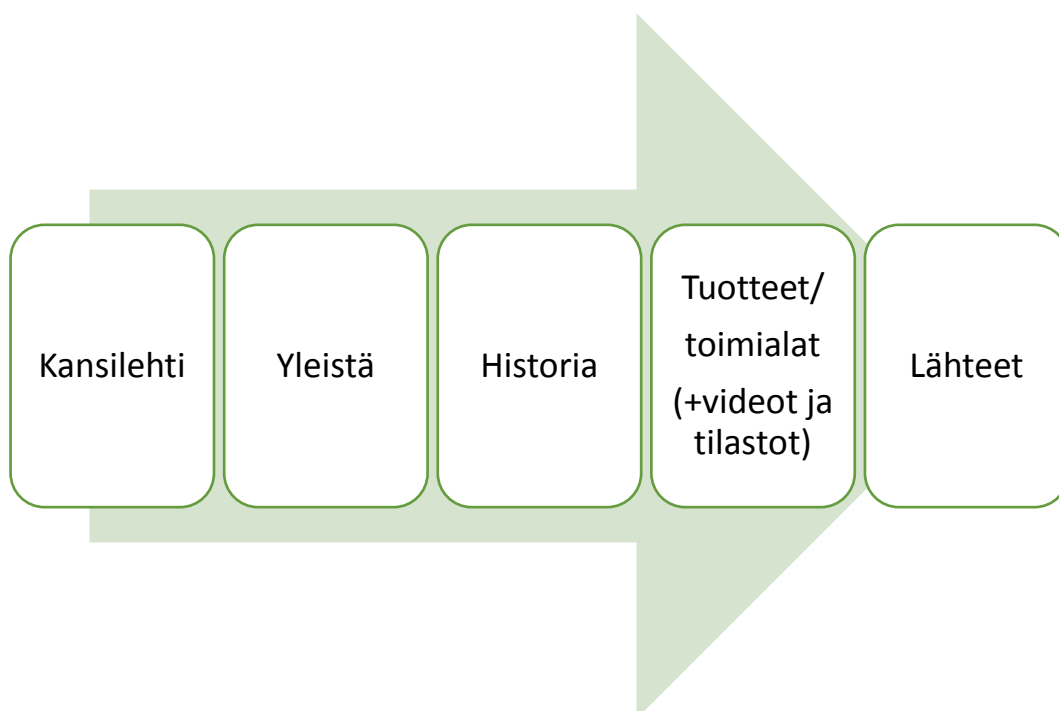 Kansilehti
Yleistä
Historia
Tuotteet/
toimialat
(+videot ja
tilastot)
Lähteet